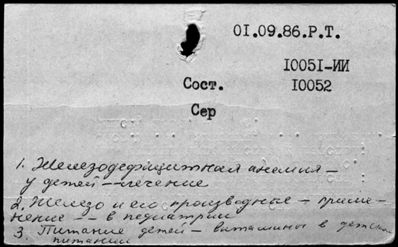 01.09.86.Р.Т.
10051-ИИ
Сост. 10052
Сер
1. Железодефицитная анемия –
у детей – лечение
2. Железо и его производные – приме-
нение – в педиатрии
3. Питание детей – витамины в детском
питании